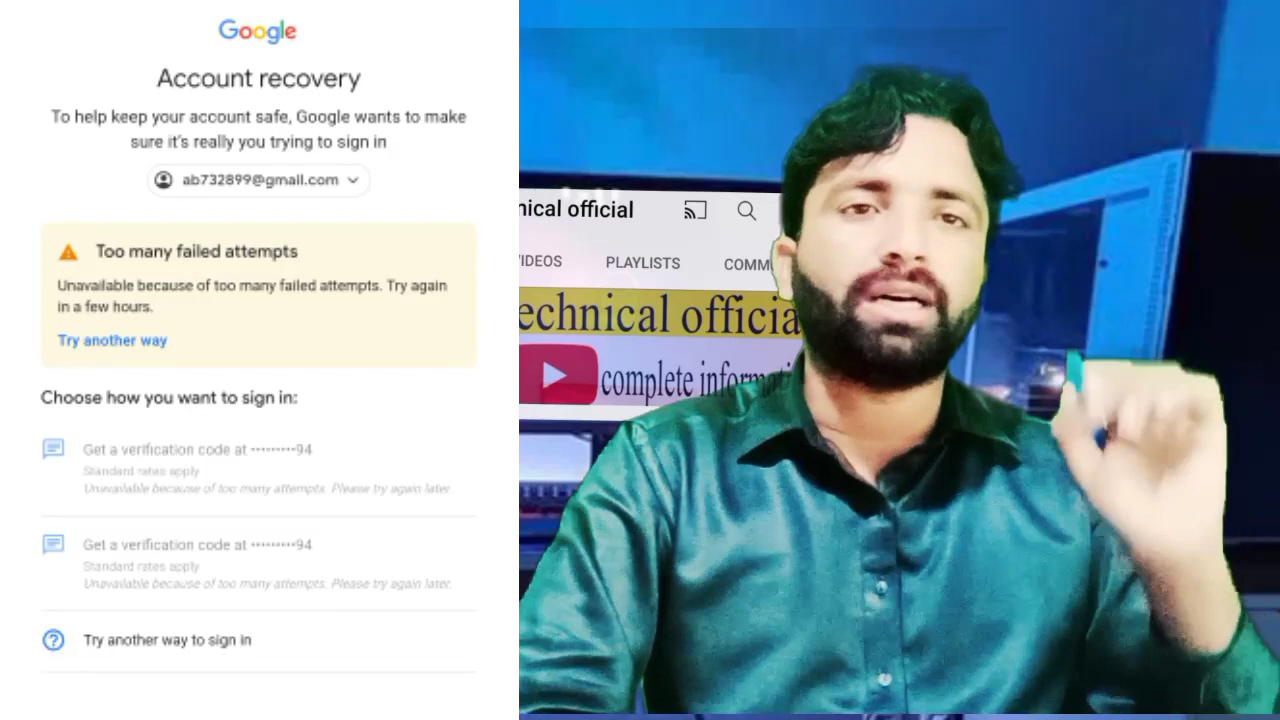 Google
Account recovery
To help keep your account safe, Google wants to make
sure it's really you trying to sign in
ab732899@gmail.com
Too many failed attempts
Unavailable because of too many failed attempts. Try again
in a few hours.
Try another way
Choose how you want to sign in:
Get a verification code at •••••••••94
Standard rates apply
Unavailable because of too many attempts. Please try again later.
Get a verification code at •••••••••94
Standard rates apply
Unavailable because of too many attempts. Please try again later.
Try another way to sign in
nical official
IDEOS PLAYLISTS COMM
echnical officia
complete informati